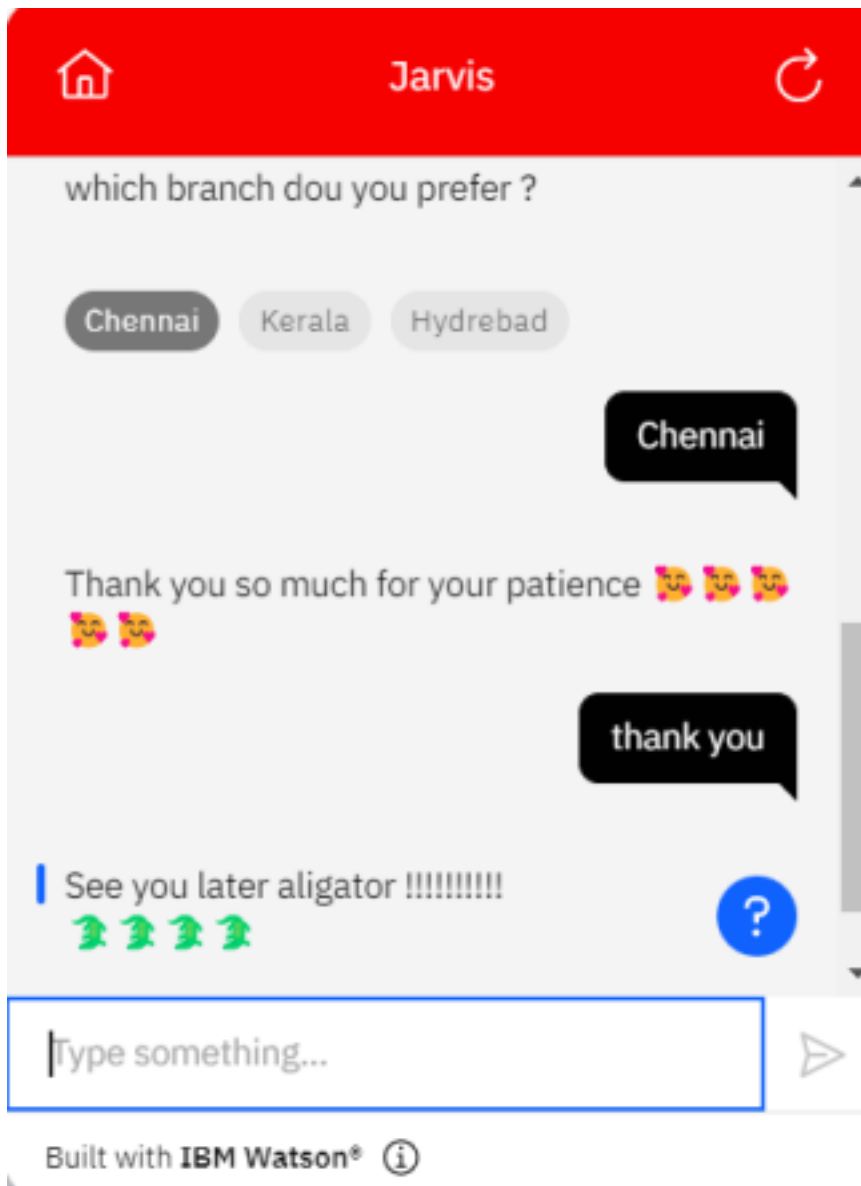 Jarvis
which branch dou you prefer ?
Chennai Kerala Hydrebad
Chennai
Thank you so much for your patience 🥰 🥰 🥰
🥰 🥰
thank you
See you later aligator !!!!!!!!!!
🐊 🐊 🐊 🐊
?
Type something...
Built with IBM Watson®